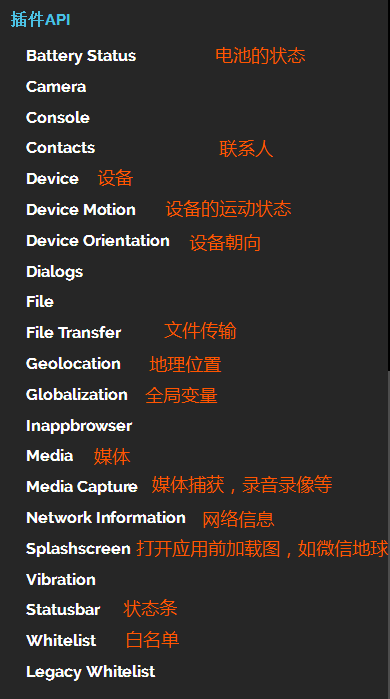 插件API
Battery Status 电池的状态
Camera
Console
Contacts 联系人
Device 设备
Device Motion 设备的运动状态
Device Orientation 设备朝向
Dialogs
File
File Transfer 文件传输
Geolocation 地理位置
Globalization 全局变量
Inappbrowser
Media 媒体
Media Capture 媒体捕获，录音录像等
Network Information 网络信息
Splashscreen 打开应用前加载图，如微信地球
Vibration
Statusbar 状态条
Whitelist 白名单
Legacy Whitelist